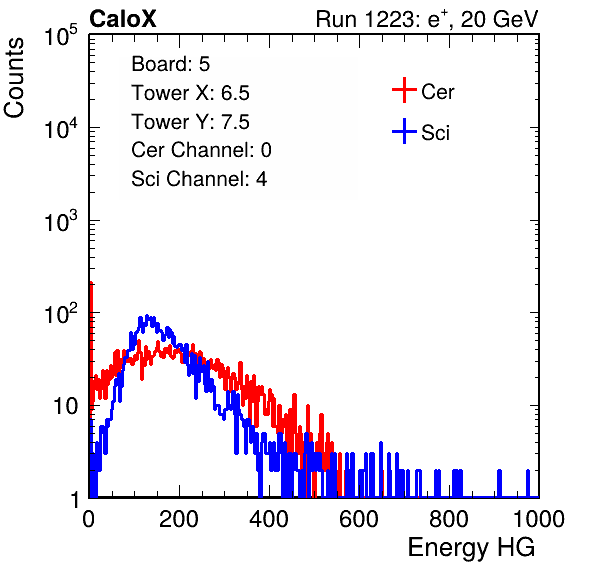 CaloX Run 1223: e+, 20 GeV
Counts
Board: 5
Tower X: 6.5
Tower Y: 7.5
Cer Channel: 0
Sci Channel: 4
Cer
Sci
10^5
10^4
10^3
10^2
10
1
0 200 400 600 800 1000
Energy HG